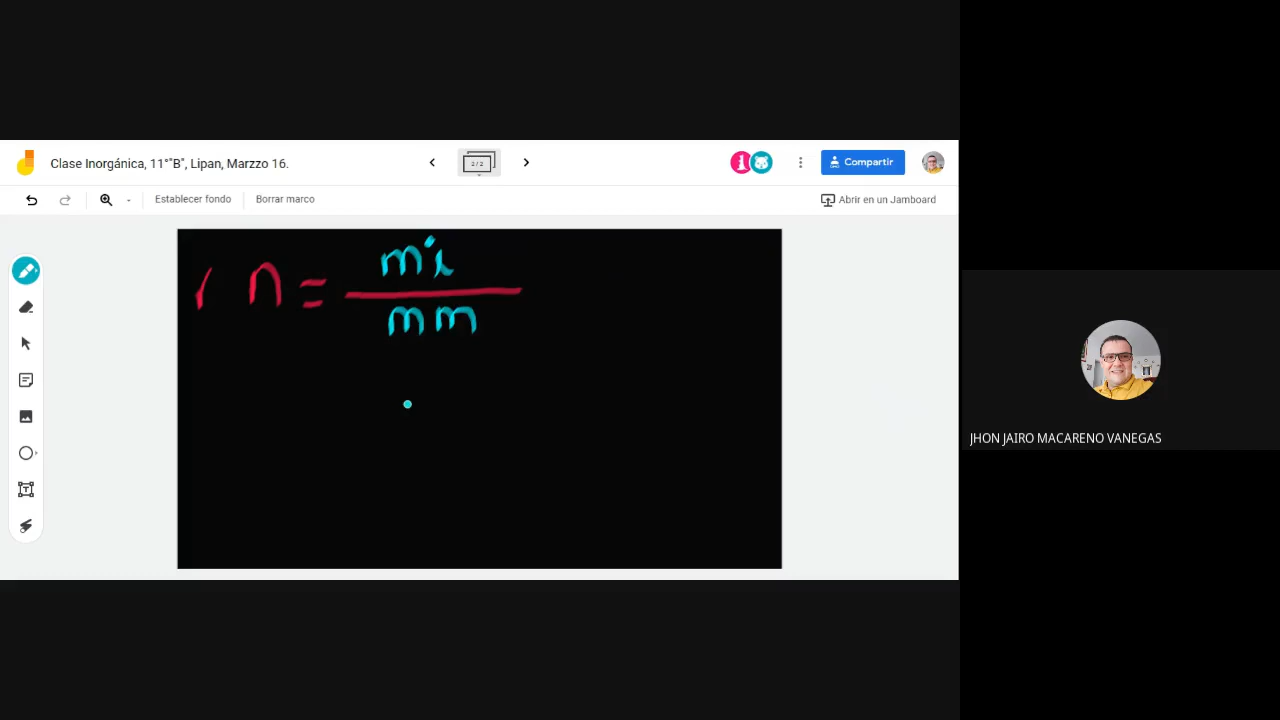 Clase Inorgánica, 11°"B", Lipan, Marzzo 16.
2/2
Compartir
Establecer fondo
Borrar marco
Abrir en un Jamboard
n = mi
mm
JHON JAIRO MACARENO VANEGAS